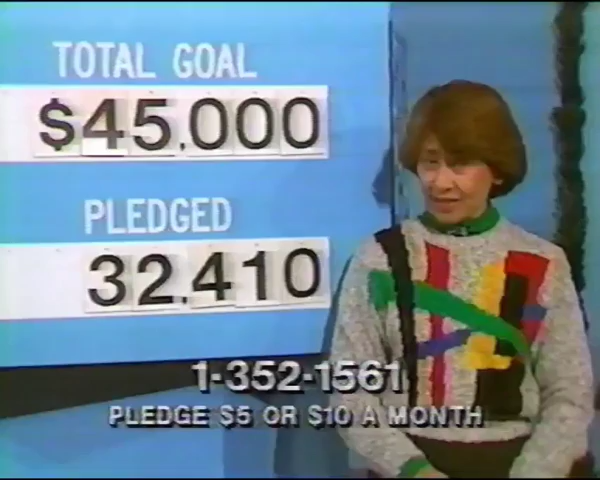 TOTAL GOAL
$45,000
PLEDGED
32,410
1-352-1561
PLEDGE $5 OR $10 A MONTH